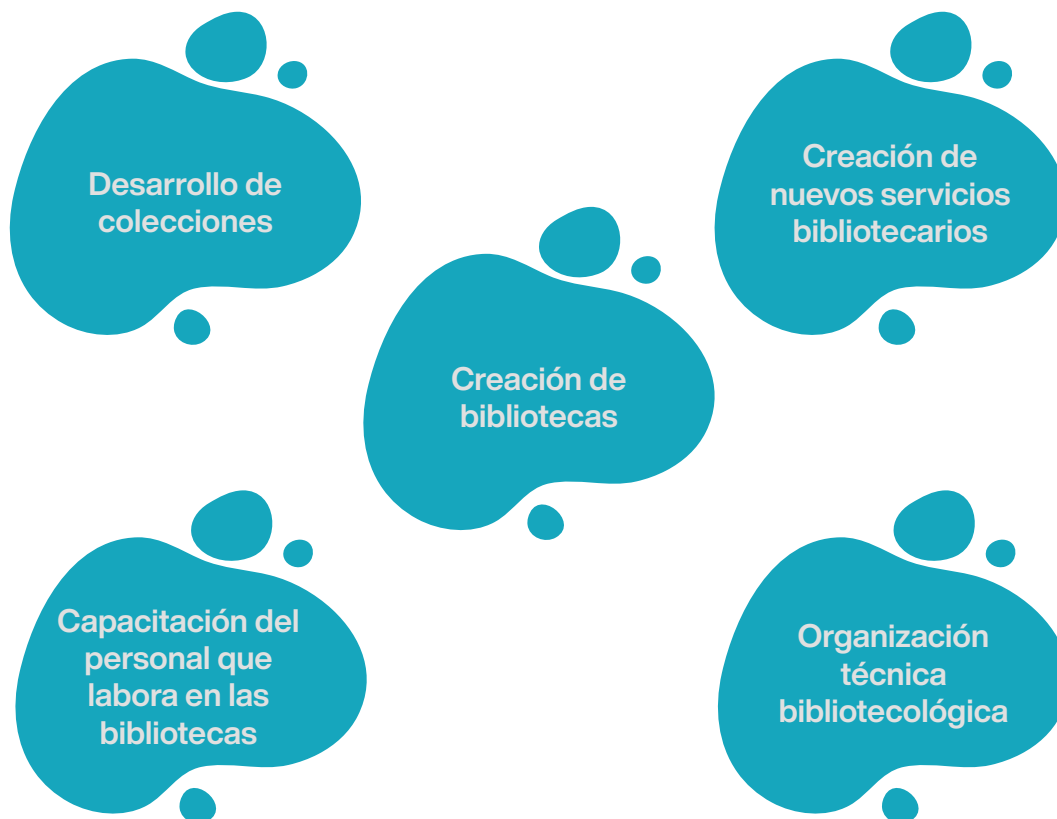 Desarrollo de
colecciones
Creación de
nuevos servicios
bibliotecarios
Creación de
bibliotecas
Capacitación del
personal que
labora en las
bibliotecas
Organización
técnica
bibliotecológica